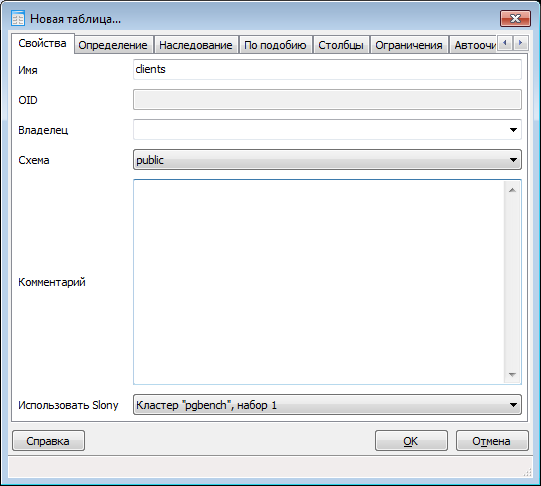 Новая таблица...
Свойства Определение Наследование По подобию Столбцы Ограничения Автоочи
Имя clients
OID
Владелец
Схема public
Комментарий
Использовать Slony Кластер "pgbench", набор 1
Справка OK Отмена